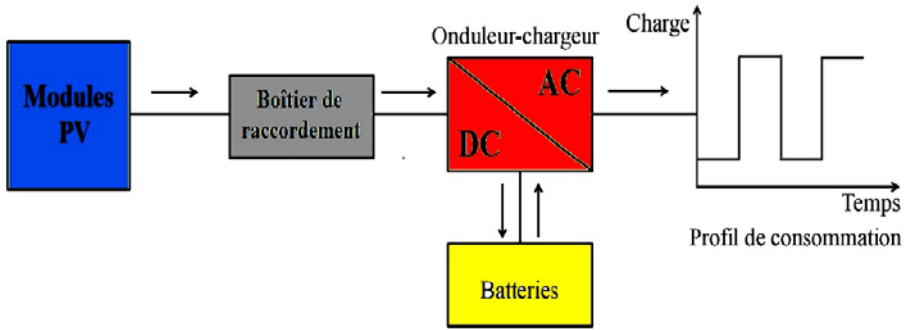 Modules
PV
Boîtier de
raccordement
Onduleur-chargeur
AC
DC
Batteries
Charge
Temps
Profil de consommation